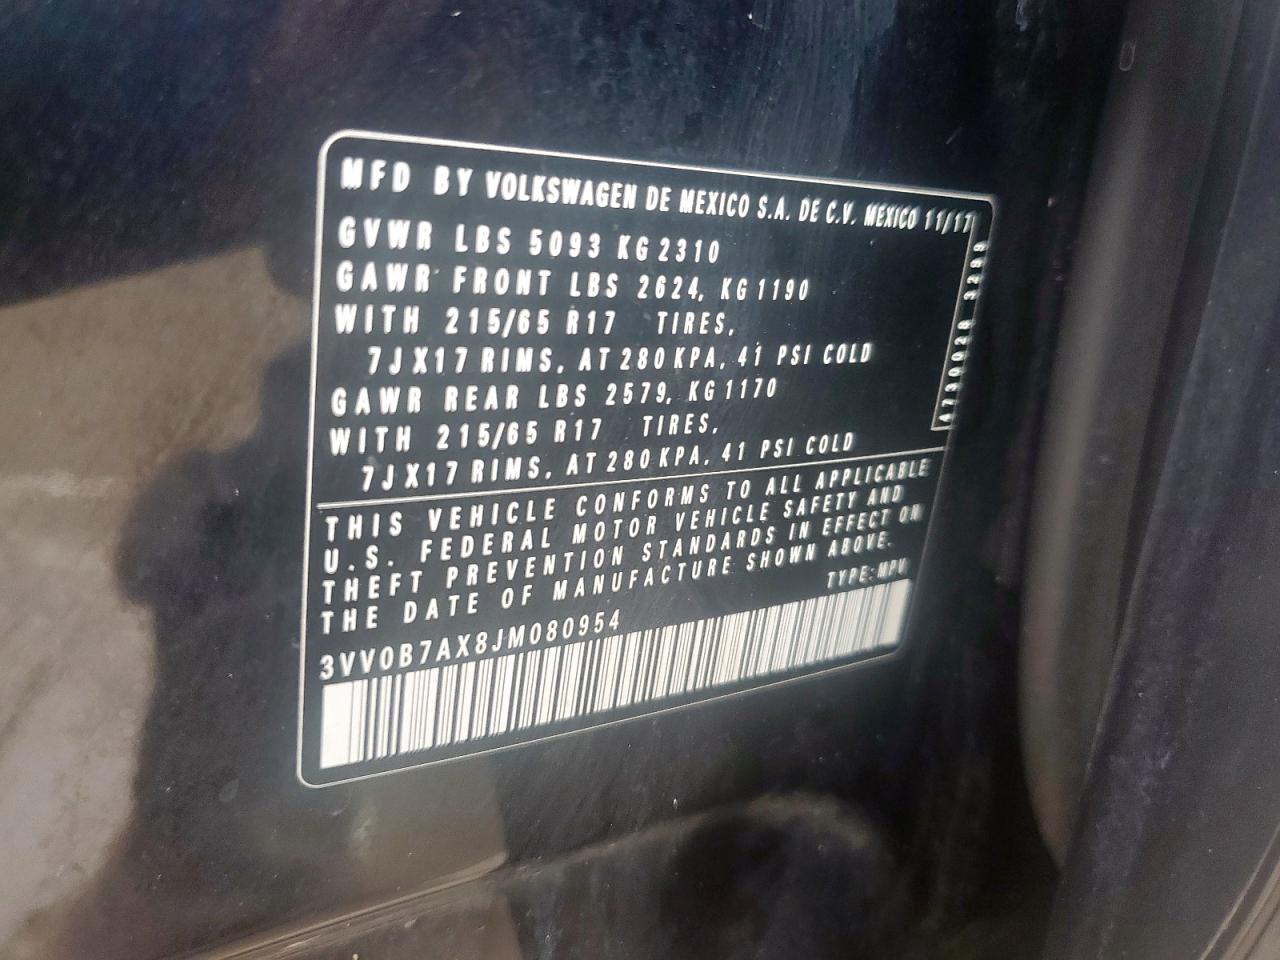 MFD BY VOLKSWAGEN DE MEXICO S.A. DE C.V. MEXICO 11/17
GVWR LBS 5093 KG 2310
GAWR FRONT LBS 2624, KG 1190
WITH 215/65 R17 TIRES,
7J X17 RIMS, AT 280 KPA, 41 PSI COLD
GAWR REAR LBS 2579, KG 1170
WITH 215/65 R17 TIRES,
7J X17 RIMS, AT 280 KPA, 41 PSI COLD
THIS VEHICLE CONFORMS TO ALL APPLICABLE
U.S. FEDERAL MOTOR VEHICLE SAFETY AND
THEFT PREVENTION STANDARDS IN EFFECT ON
THE DATE OF MANUFACTURE SHOWN ABOVE.
TYPE: MPV
3VV0B7AX8JM080954